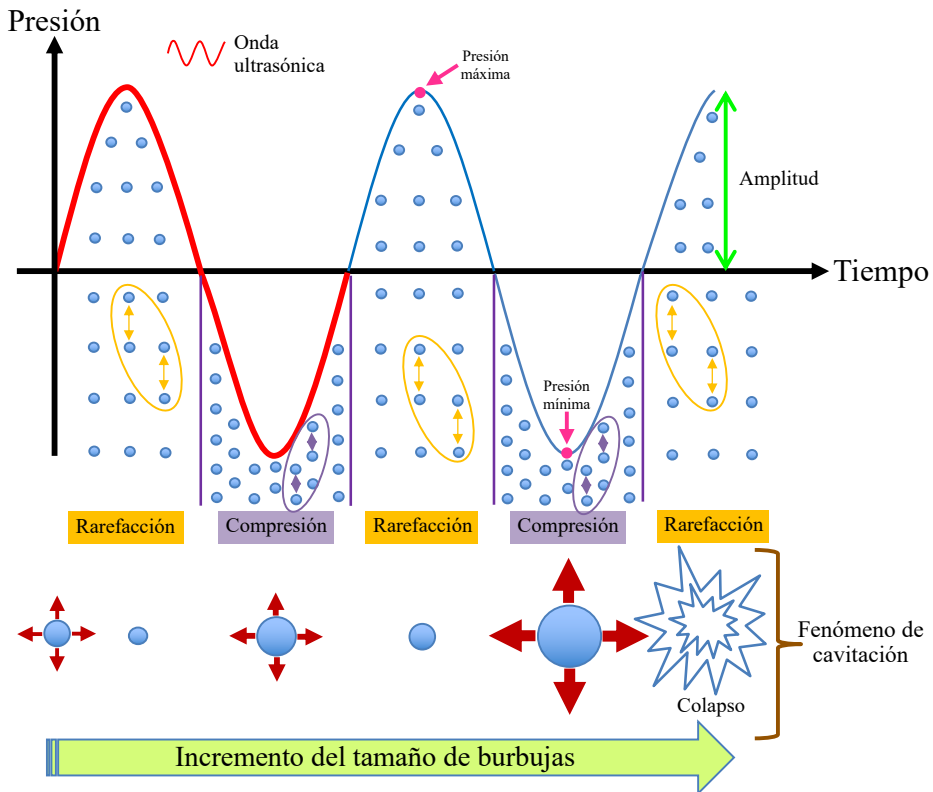 Presión
Onda
ultrasónica
Presión
máxima
Amplitud
Tiempo
Presión
mínima
Rarefacción
Compresión
Rarefacción
Compresión
Rarefacción
Fenómeno de
cavitación
Colapso
Incremento del tamaño de burbujas